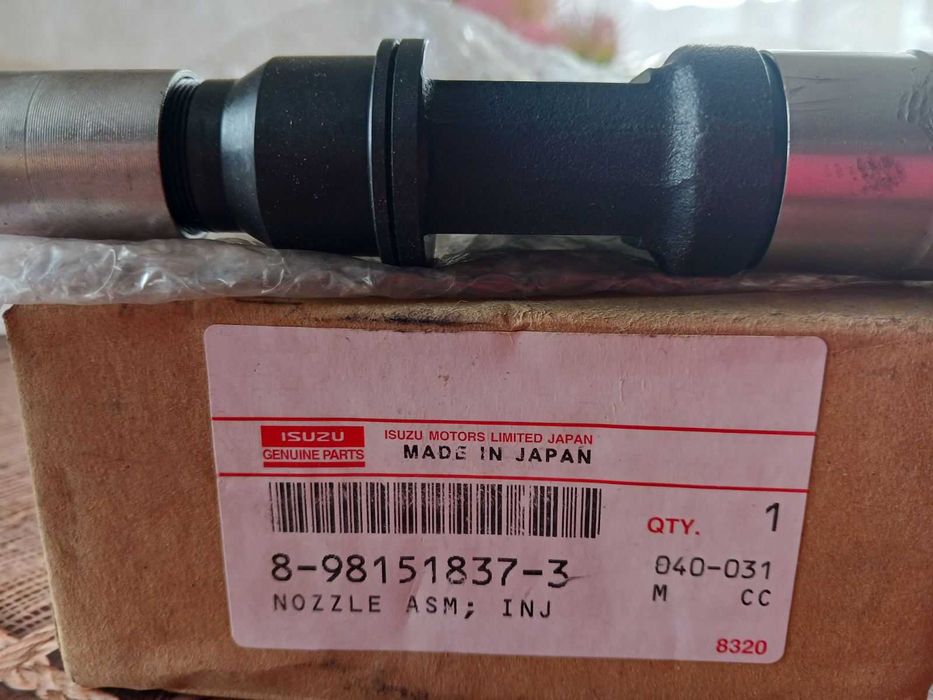 ISUZU
GENUINE PARTS
ISUZU MOTORS LIMITED JAPAN
MADE IN JAPAN
QTY. 1
8-98151837-3
NOZZLE ASM; INJ
040-031
M CC
8320